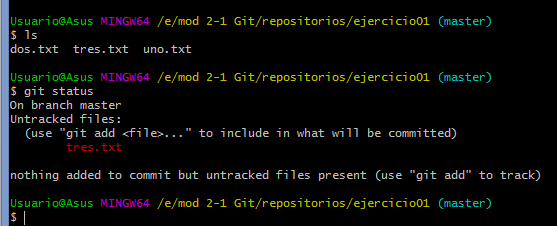 Usuario@Asus MINGW64 /e/mod 2-1 Git/repositorios/ejercicio01 (master)
$ ls
dos.txt  tres.txt  uno.txt
Usuario@Asus MINGW64 /e/mod 2-1 Git/repositorios/ejercicio01 (master)
$ git status
On branch master
Untracked files:
  (use "git add <file>..." to include in what will be committed)
        tres.txt
nothing added to commit but untracked files present (use "git add" to track)
Usuario@Asus MINGW64 /e/mod 2-1 Git/repositorios/ejercicio01 (master)
$